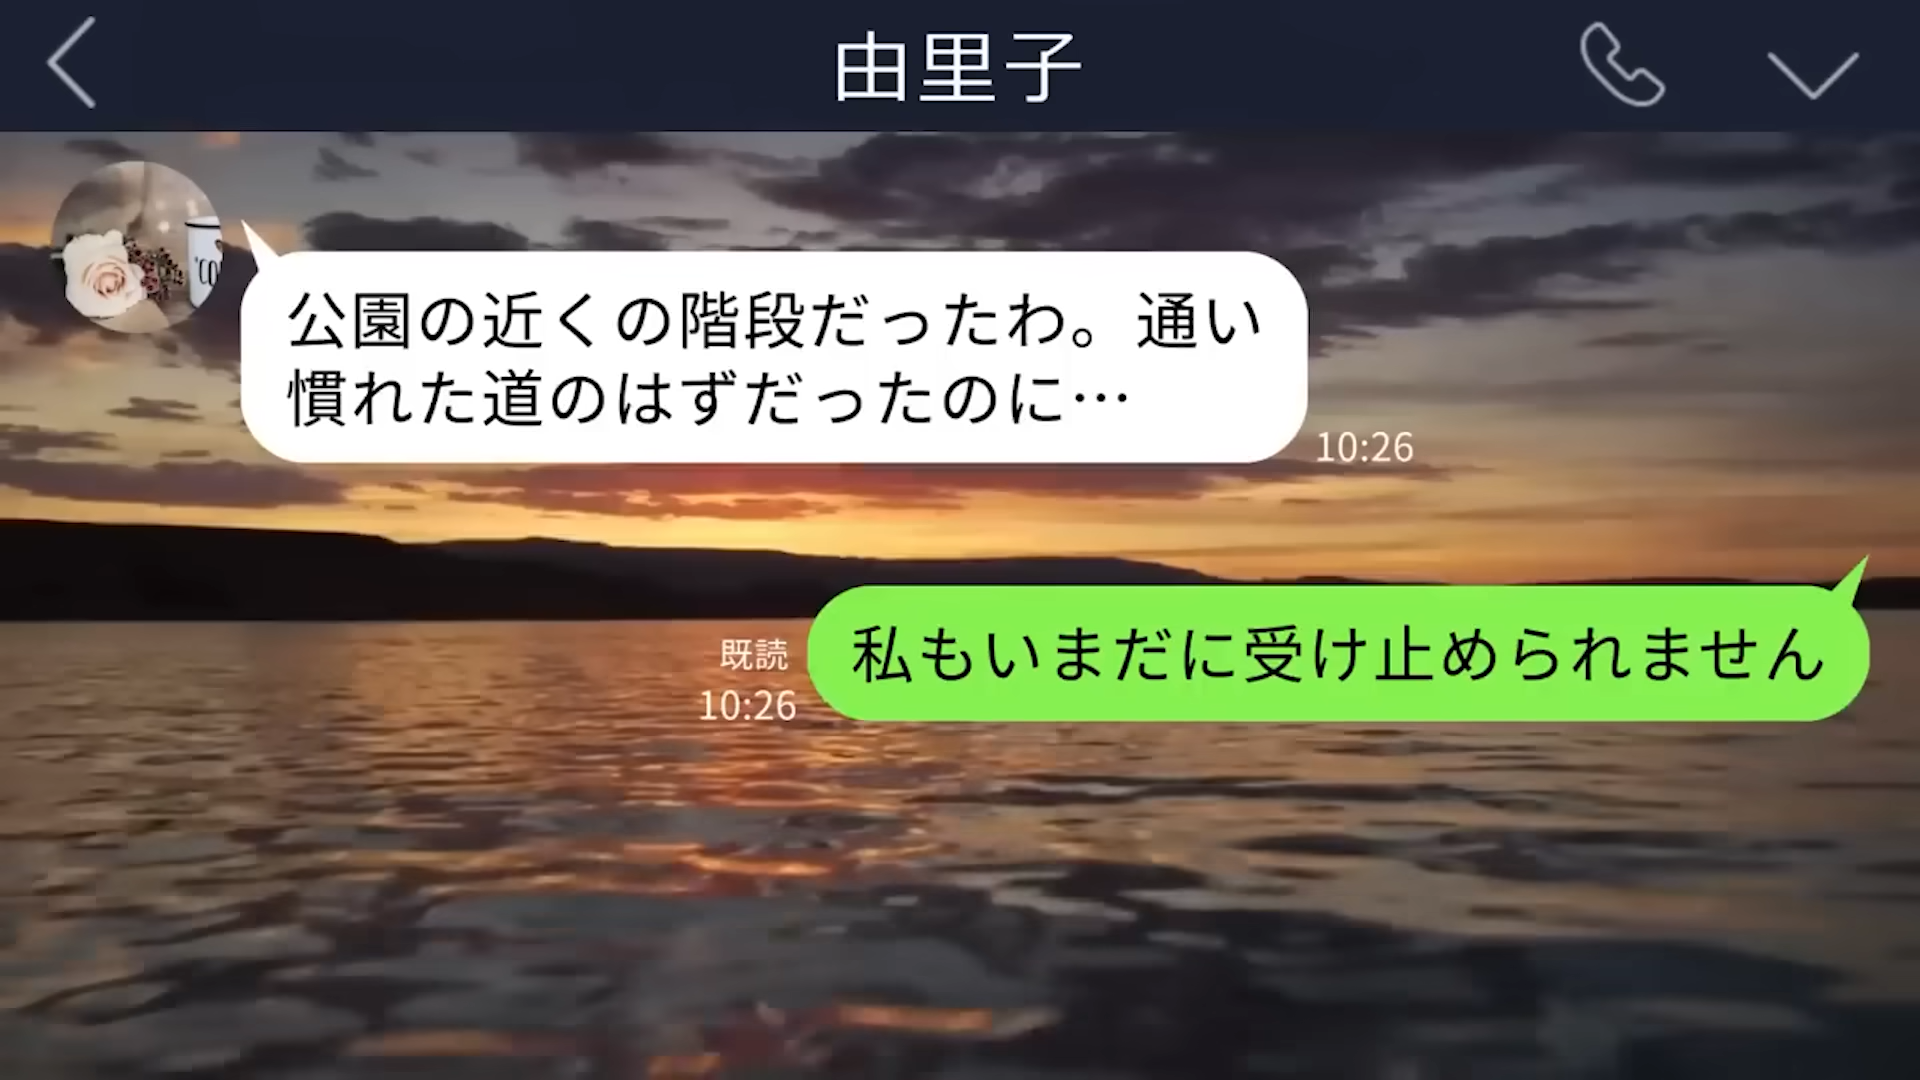 由里子
公園の近くの階段だったわ。通い
慣れた道のはずだったのに…
10:26
私もいまだに受け止められません
既読
10:26